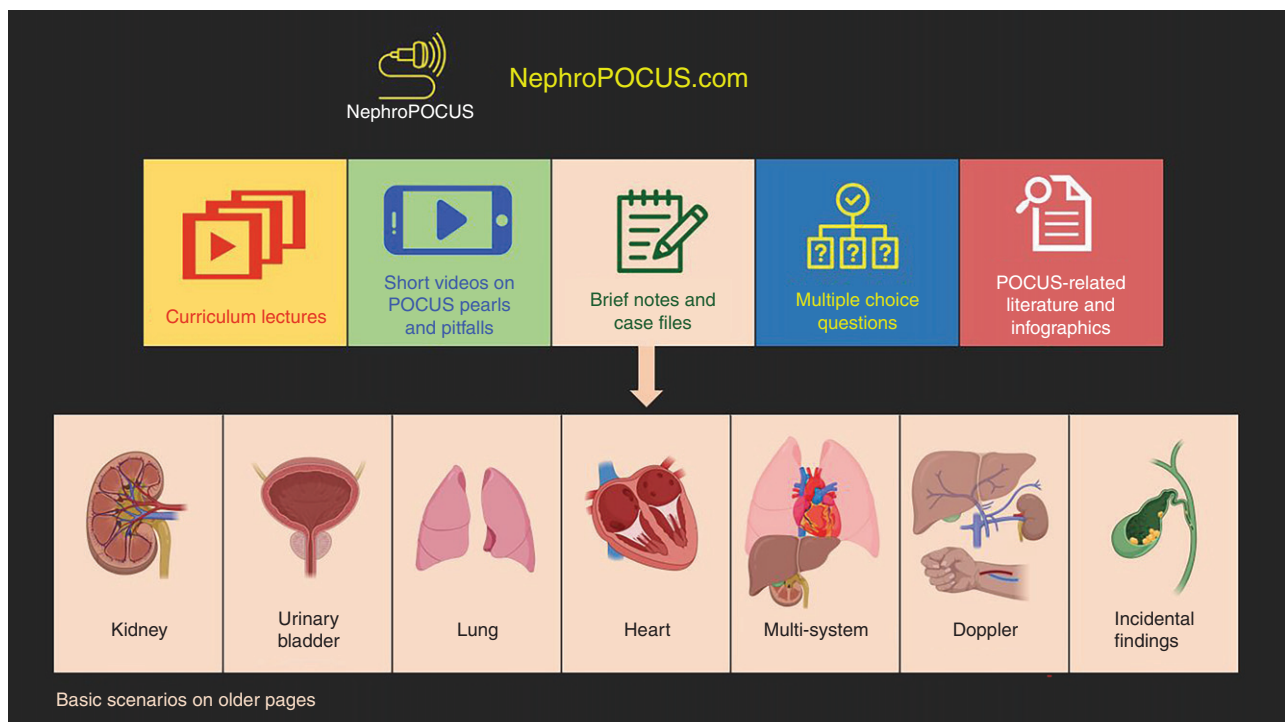 NephroPOCUS.com
NephroPOCUS
Curriculum lectures
Short videos on
POCUS pearls
and pitfalls
Brief notes and
case files
? ? ?
Multiple choice
questions
POCUS-related
literature and
infographics
Kidney
Urinary
bladder
Lung
Heart
Multi-system
Doppler
Incidental
findings
Basic scenarios on older pages